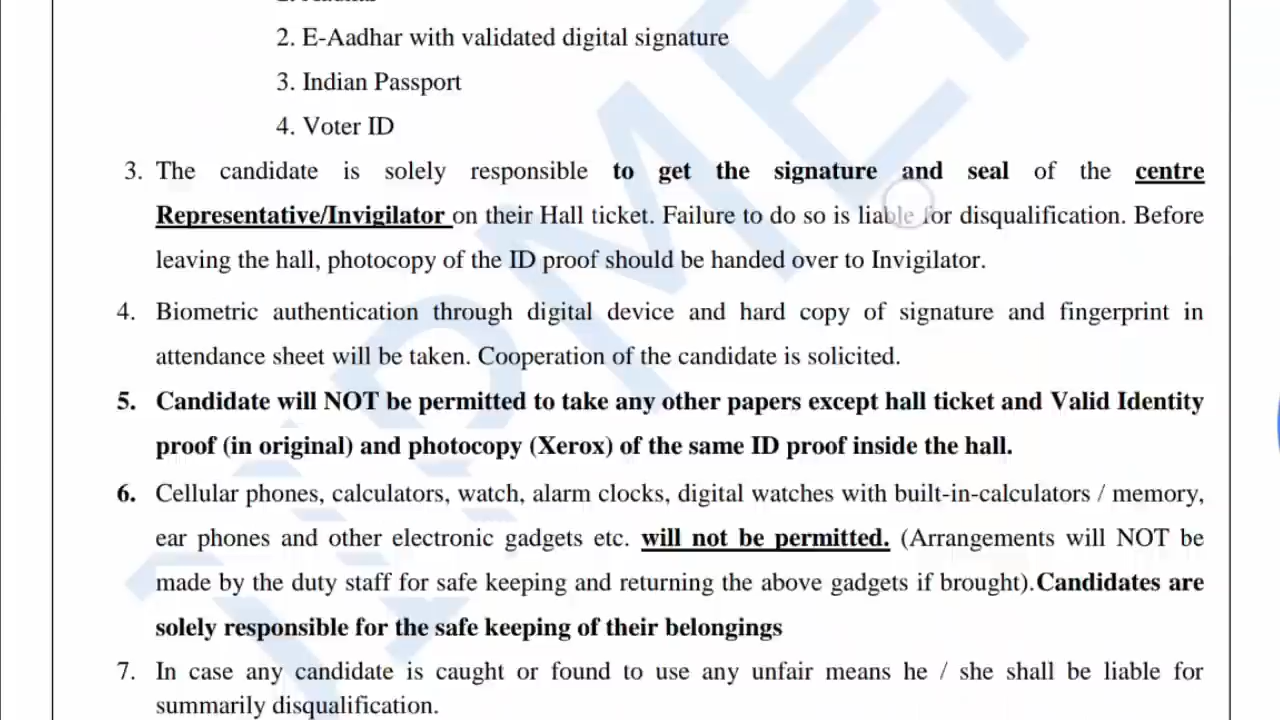 2. E-Aadhar with validated digital signature
3. Indian Passport
4. Voter ID
3. The candidate is solely responsible to get the signature and seal of the centre
Representative/Invigilator on their Hall ticket. Failure to do so is liable for disqualification. Before
leaving the hall, photocopy of the ID proof should be handed over to Invigilator.
4. Biometric authentication through digital device and hard copy of signature and fingerprint in
attendance sheet will be taken. Cooperation of the candidate is solicited.
5. Candidate will NOT be permitted to take any other papers except hall ticket and Valid Identity
proof (in original) and photocopy (Xerox) of the same ID proof inside the hall.
6. Cellular phones, calculators, watch, alarm clocks, digital watches with built-in-calculators / memory,
ear phones and other electronic gadgets etc. will not be permitted. (Arrangements will NOT be
made by the duty staff for safe keeping and returning the above gadgets if brought).Candidates are
solely responsible for the safe keeping of their belongings
7. In case any candidate is caught or found to use any unfair means he / she shall be liable for
summarily disqualification.